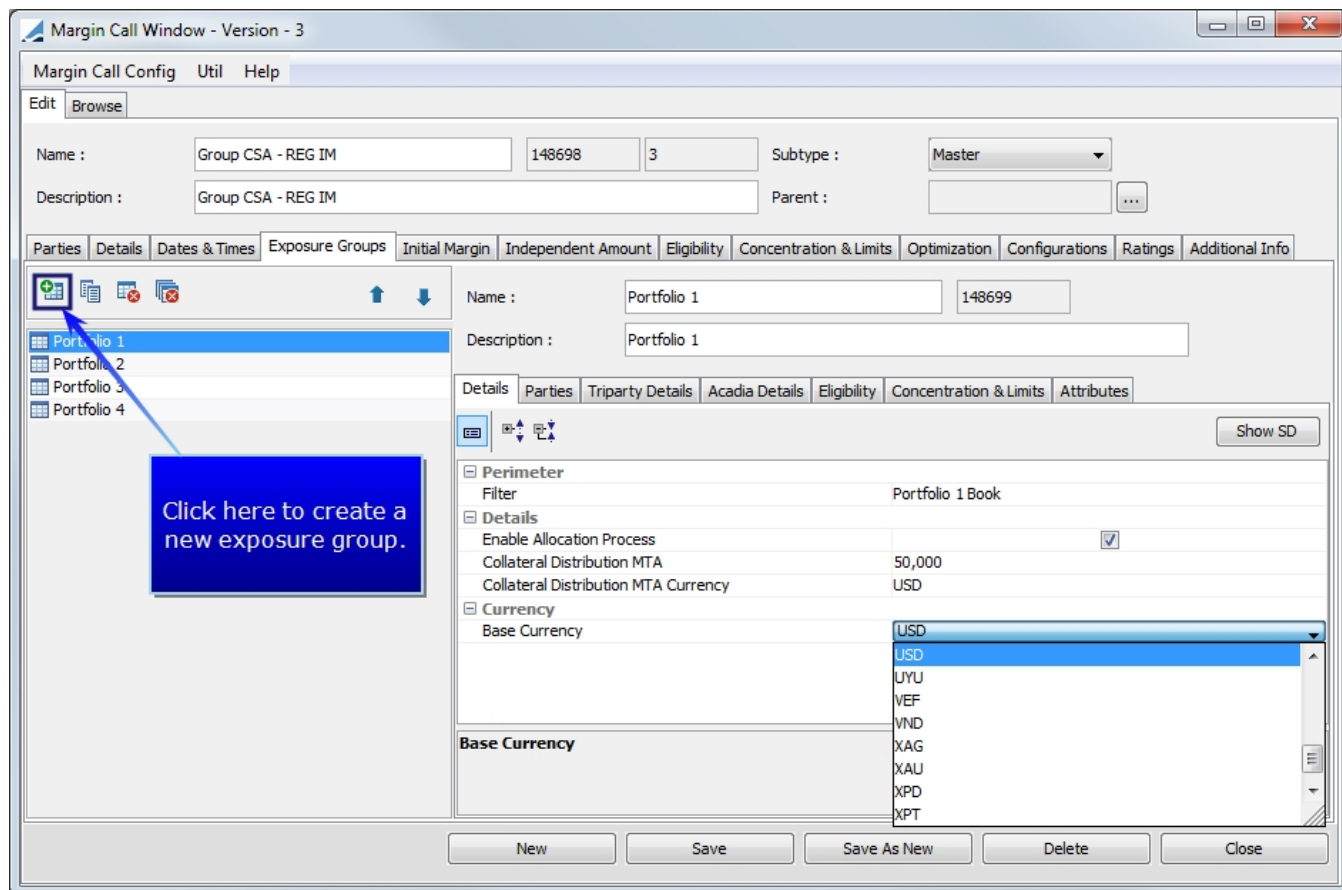 Margin Call Window - Version - 3
Margin Call Config Util Help
Edit Browse
Name : Group CSA - REG IM 148698 3 Subtype : Master
Description : Group CSA - REG IM Parent : ...
Parties Details Dates & Times Exposure Groups Initial Margin Independent Amount Eligibility Concentration & Limits Optimization Configurations Ratings Additional Info
Name : Portfolio 1 148699
Description : Portfolio 1
Portfolio 1
Portfolio 2
Portfolio 3
Portfolio 4
Click here to create a
new exposure group.
Details Parties Triparty Details Acadia Details Eligibility Concentration & Limits Attributes
Show SD
Perimeter
Filter Portfolio 1 Book
Details
Enable Allocation Process
Collateral Distribution MTA 50,000
Collateral Distribution MTA Currency USD
Currency
Base Currency USD
USD
UYU
VEF
VND
XAG
XAU
XPD
XPT
Base Currency
New Save Save As New Delete Close